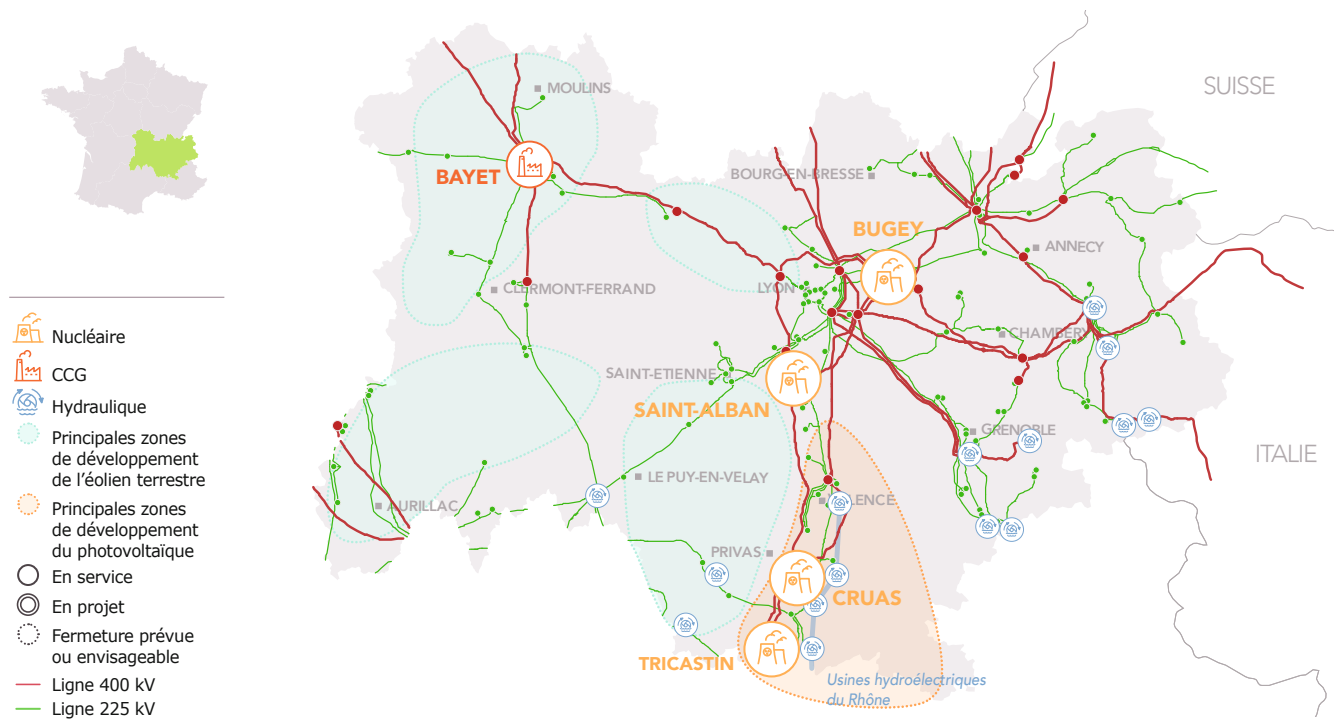 SUISSE
MOULINS
BAYET
BOURG-EN-BRESSE
BUGEY
ANNECY
CLERMONT-FERRAND
LYON
CHAMBERY
SAINT-ETIENNE
SAINT-ALBAN
GRENOBLE
ITALIE
LE PUY-EN-VELAY
AURILLAC
VALENCE
PRIVAS
CRUAS
TRICASTIN
Usines hydroélectriques
du Rhône
Nucléaire
CCG
Hydraulique
Principales zones
de développement
de l’éolien terrestre
Principales zones
de développement
du photovoltaïque
En service
En projet
Fermeture prévue
ou envisageable
Ligne 400 kV
Ligne 225 kV